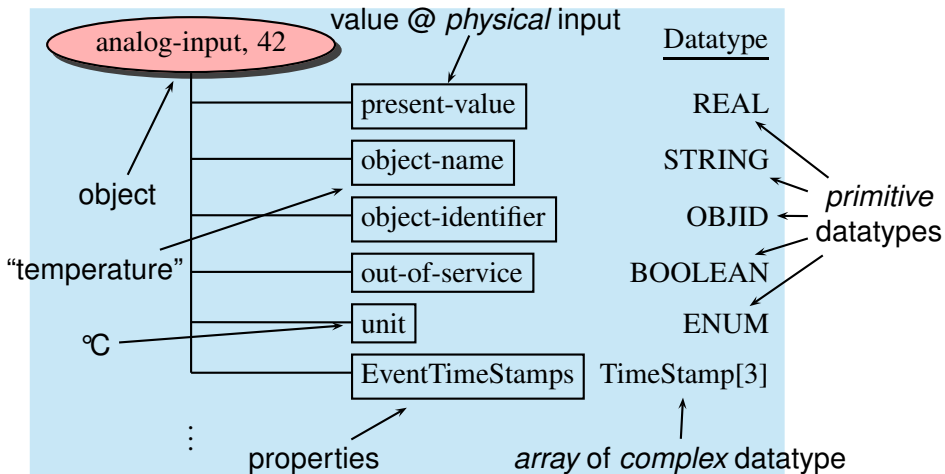 value @ physical input
analog-input, 42
Datatype
present-value
REAL
object-name
STRING
object
primitive
datatypes
object-identifier
OBJID
“temperature”
out-of-service
BOOLEAN
unit
ENUM
°C
EventTimeStamps
TimeStamp[3]
⋮
properties
array of complex datatype